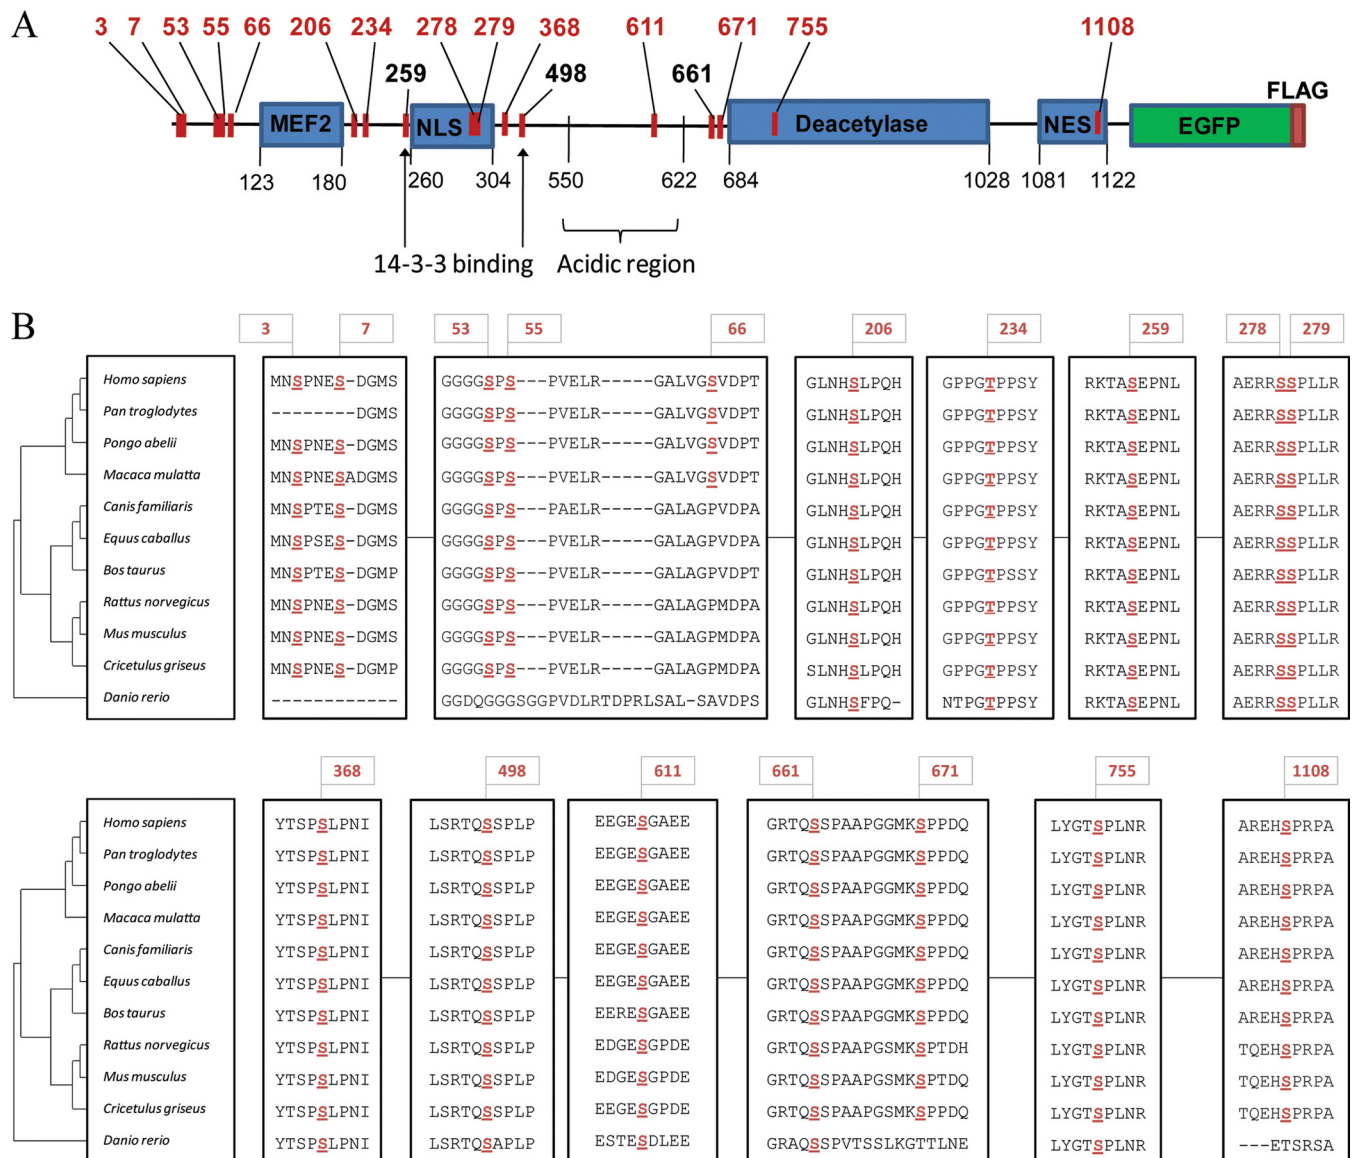 A
3 7 53 55 66 206 234 278 279 368 611 671 755 1108
259 498 661 FLAG
MEF2 NLS Deacetylase NES EGFP
123 180 260 304 550 622 684 1028 1081 1122
14-3-3 binding Acidic region
B
3 7 53 55 66 206 234 259 278 279
Homo sapiens MNSPNES-DGMS GGGGSPS---PVELR-----GALVGSVDPT GLNHSLPQH GPPGTPPSY RKTASEPNL AERRSSPLLR
Pan troglodytes --------DGMS GGGGSPS---PVELR-----GALVGSVDPT GLNHSLPQH GPPGTPPSY RKTASEPNL AERRSSPLLR
Pongo abelii MNSPNES-DGMS GGGGSPS---PVELR-----GALVGSVDPT GLNHSLPQH GPPGTPPSY RKTASEPNL AERRSSPLLR
Macaca mulatta MNSPNESADGMS GGGGSPS---PVELR-----GALVGSVDPT GLNHSLPQH GPPGTPPSY RKTASEPNL AERRSSPLLR
Canis familiaris MNSPTES-DGMS GGGGSPS---PAELR-----GALAGPVDPA GLNHSLPQH GPPGTPPSY RKTASEPNL AERRSSPLLR
Equus caballus MNSPSES-DGMS GGGGSPS---PVELR-----GALAGPVDPA GLNHSLPQH GPPGTPPSY RKTASEPNL AERRSSPLLR
Bos taurus MNSPTES-DGMP GGGGSPS---PVELR-----GALAGPVDPT GLNHSLPQH GPPGTPSSY RKTASEPNL AERRSSPLLR
Rattus norvegicus MNSPNES-DGMS GGGGSPS---PVELR-----GALAGPMDPA GLNHSLPQH GPPGTPPSY RKTASEPNL AERRSSPLLR
Mus musculus MNSPNES-DGMS GGGGSPS---PVELR-----GALAGPMDPA GLNHSLPQH GPPGTPPSY RKTASEPNL AERRSSPLLR
Cricetulus griseus MNSPNES-DGMP GGGGSPS---PVELR-----GALAGPMDPA SLNHSLPQH GPPGTPPSY RKTASEPNL AERRSSPLLR
Danio rerio ------------ GGDQGGGSGGPVDLRTDPRLSAL-SAVDPS GLNHSFPQ- NTPGTPPSY RKTASEPNL AERRSSPLLR
368 498 611 661 671 755 1108
Homo sapiens YTSPSLPNI LSRTQSSPLP EEGESGAEE GRTQSSPAAPGGMKSPPDQ LYGTSPLNR AREHSPRPA
Pan troglodytes YTSPSLPNI LSRTQSSPLP EEGESGAEE GRTQSSPAAPGGMKSPPDQ LYGTSPLNR AREHSPRPA
Pongo abelii YTSPSLPNI LSRTQSSPLP EEGESGAEE GRTQSSPAAPGGMKSPPDQ LYGTSPLNR AREHSPRPA
Macaca mulatta YTSPSLPNI LSRTQSSPLP EEGESGAEE GRTQSSPAAPGGMKSPPDQ LYGTSPLNR AREHSPRPA
Canis familiaris YTSPSLPNI LSRTQSSPLP EEGESGAEE GRTQSSPAAPGGMKSPPDQ LYGTSPLNR AREHSPRPA
Equus caballus YTSPSLPNI LSRTQSSPLP EEGESGAEE GRTQSSPAAPGGMKSPPDQ LYGTSPLNR AREHSPRPA
Bos taurus YTSPSLPNI LSRTQSSPLP EERESGAEE GRTQSSPAAPGGMKSPPDQ LYGTSPLNR AREHSPRPA
Rattus norvegicus YTSPSLPNI LSRTQSSPLP EDGESGPDE GRTQSSPAAPGSMKSPTDH LYGTSPLNR TQEHSPRPA
Mus musculus YTSPSLPNI LSRTQSSPLP EDGESGPDE GRTQSSPAAPGSMKSPTDQ LYGTSPLNR TQEHSPRPA
Cricetulus griseus YTSPSLPNI LSRTQSSPLP EEGESGPDE GRTQSSPAAPGGMKSPPDQ LYGTSPLNR TQEHSPRPA
Danio rerio YTSPSLPNI LSRTQSAPLP ESTESDLEE GRAQSSPVTSSLKGTTLNE LYGTSPLNR ---ETSRSA